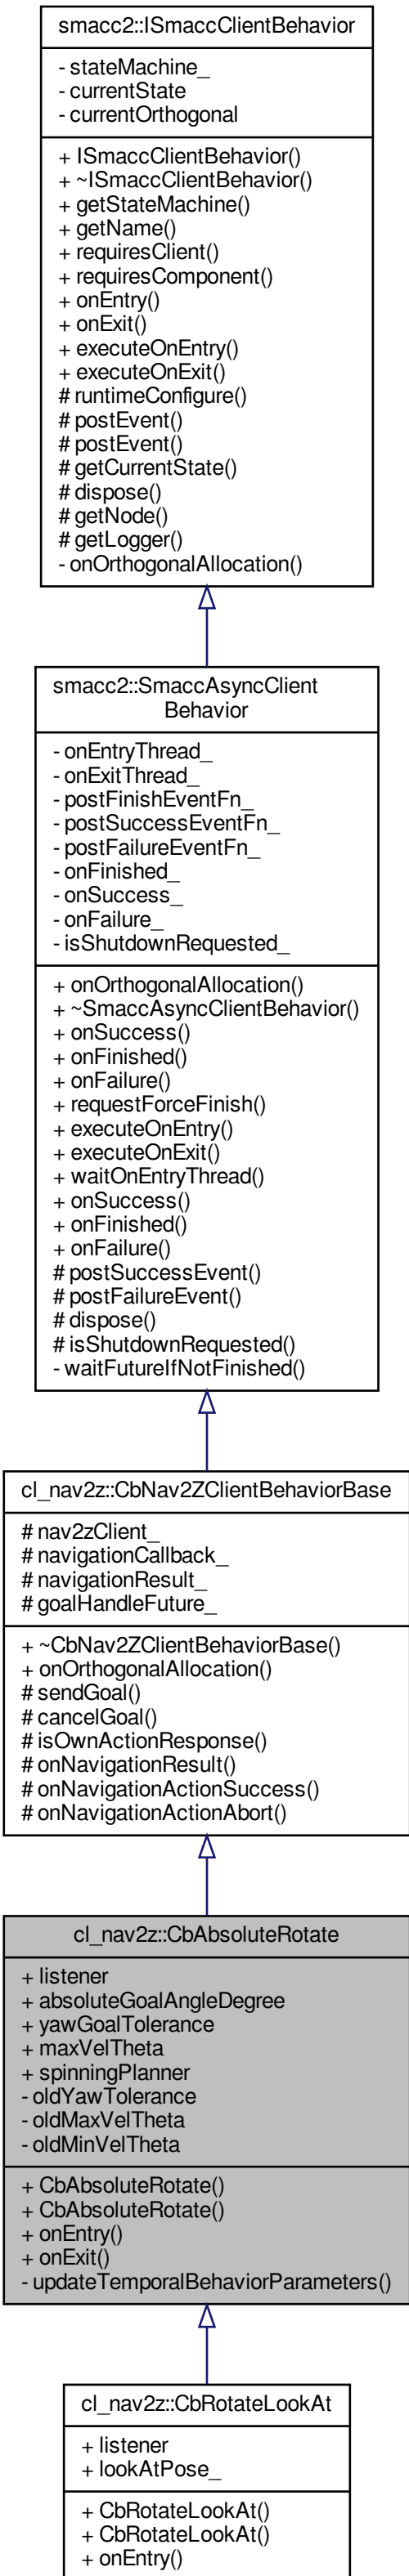 smacc2::ISmaccClientBehavior
- stateMachine_
- currentState
- currentOrthogonal
+ ISmaccClientBehavior()
+ ~ISmaccClientBehavior()
+ getStateMachine()
+ getName()
+ requiresClient()
+ requiresComponent()
+ onEntry()
+ onExit()
+ executeOnEntry()
+ executeOnExit()
# runtimeConfigure()
# postEvent()
# postEvent()
# getCurrentState()
# dispose()
# getNode()
# getLogger()
- onOrthogonalAllocation()
smacc2::SmaccAsyncClient
Behavior
- onEntryThread_
- onExitThread_
- postFinishEventFn_
- postSuccessEventFn_
- postFailureEventFn_
- onFinished_
- onSuccess_
- onFailure_
- isShutdownRequested_
+ onOrthogonalAllocation()
+ ~SmaccAsyncClientBehavior()
+ onSuccess()
+ onFinished()
+ onFailure()
+ requestForceFinish()
+ executeOnEntry()
+ executeOnExit()
+ waitOnEntryThread()
+ onSuccess()
+ onFinished()
+ onFailure()
# postSuccessEvent()
# postFailureEvent()
# dispose()
# isShutdownRequested()
- waitFutureIfNotFinished()
cl_nav2z::CbNav2ZClientBehaviorBase
# nav2zClient_
# navigationCallback_
# navigationResult_
# goalHandleFuture_
+ ~CbNav2ZClientBehaviorBase()
+ onOrthogonalAllocation()
# sendGoal()
# cancelGoal()
# isOwnActionResponse()
# onNavigationResult()
# onNavigationActionSuccess()
# onNavigationActionAbort()
cl_nav2z::CbAbsoluteRotate
+ listener
+ absoluteGoalAngleDegree
+ yawGoalTolerance
+ maxVelTheta
+ spinningPlanner
- oldYawTolerance
- oldMaxVelTheta
- oldMinVelTheta
+ CbAbsoluteRotate()
+ CbAbsoluteRotate()
+ onEntry()
+ onExit()
- updateTemporalBehaviorParameters()
cl_nav2z::CbRotateLookAt
+ listener
+ lookAtPose_
+ CbRotateLookAt()
+ CbRotateLookAt()
+ onEntry()